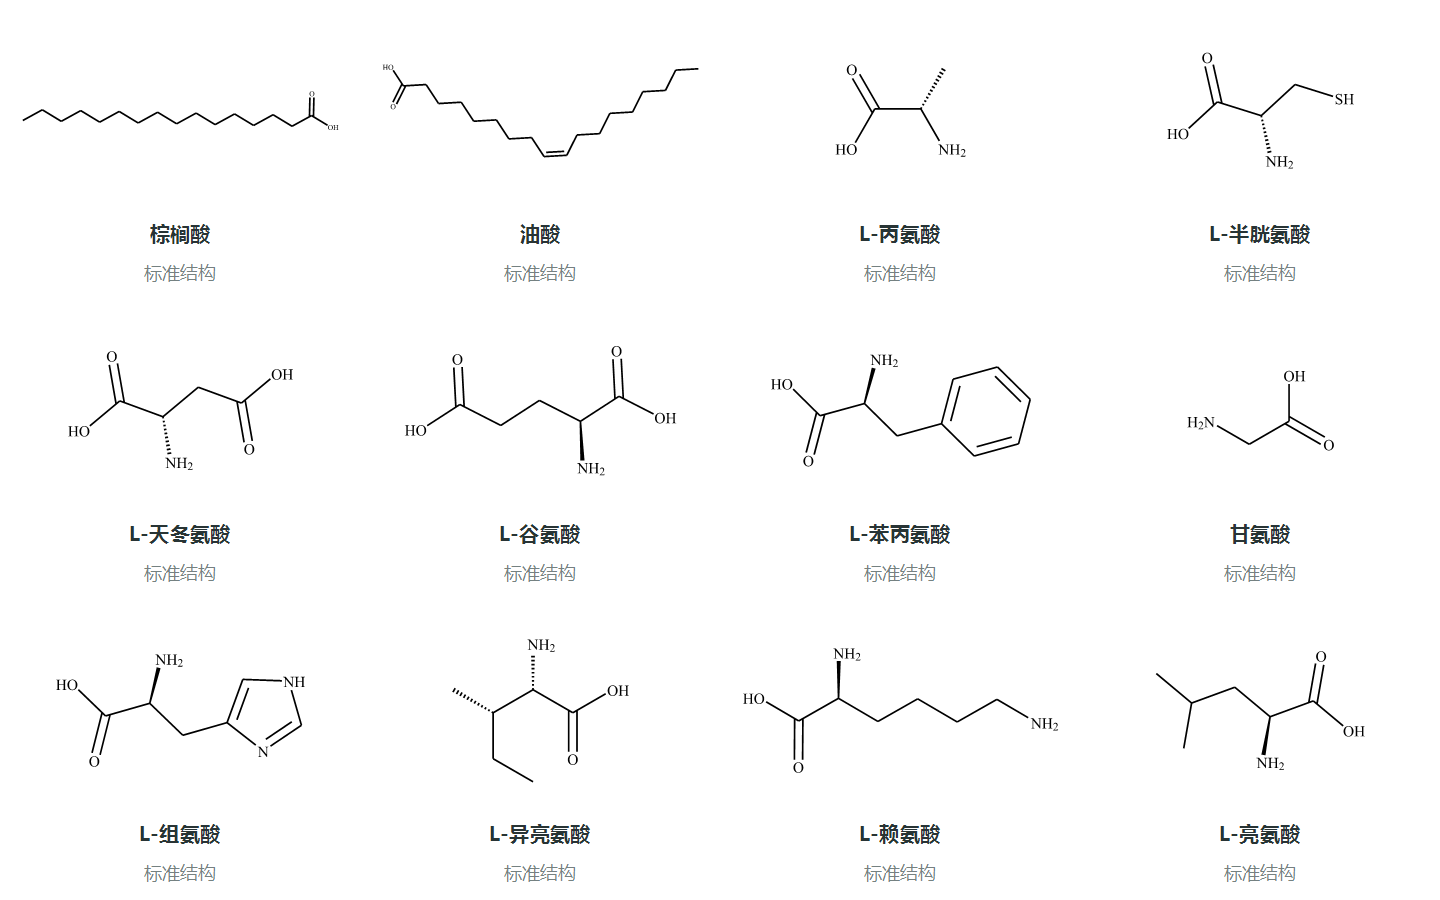 O
OH
棕榈酸
标准结构
HO
O
油酸
标准结构
O
HO
NH2
L-丙氨酸
标准结构
O
HO
SH
NH2
L-半胱氨酸
标准结构
O
HO
OH
O
NH2
L-天冬氨酸
标准结构
O
HO
O
OH
NH2
L-谷氨酸
标准结构
NH2
HO
O
L-苯丙氨酸
标准结构
OH
H2N
O
甘氨酸
标准结构
NH2
HO
NH
O
N
L-组氨酸
标准结构
NH2
OH
O
L-异亮氨酸
标准结构
NH2
HO
O
NH2
L-赖氨酸
标准结构
O
OH
NH2
L-亮氨酸
标准结构